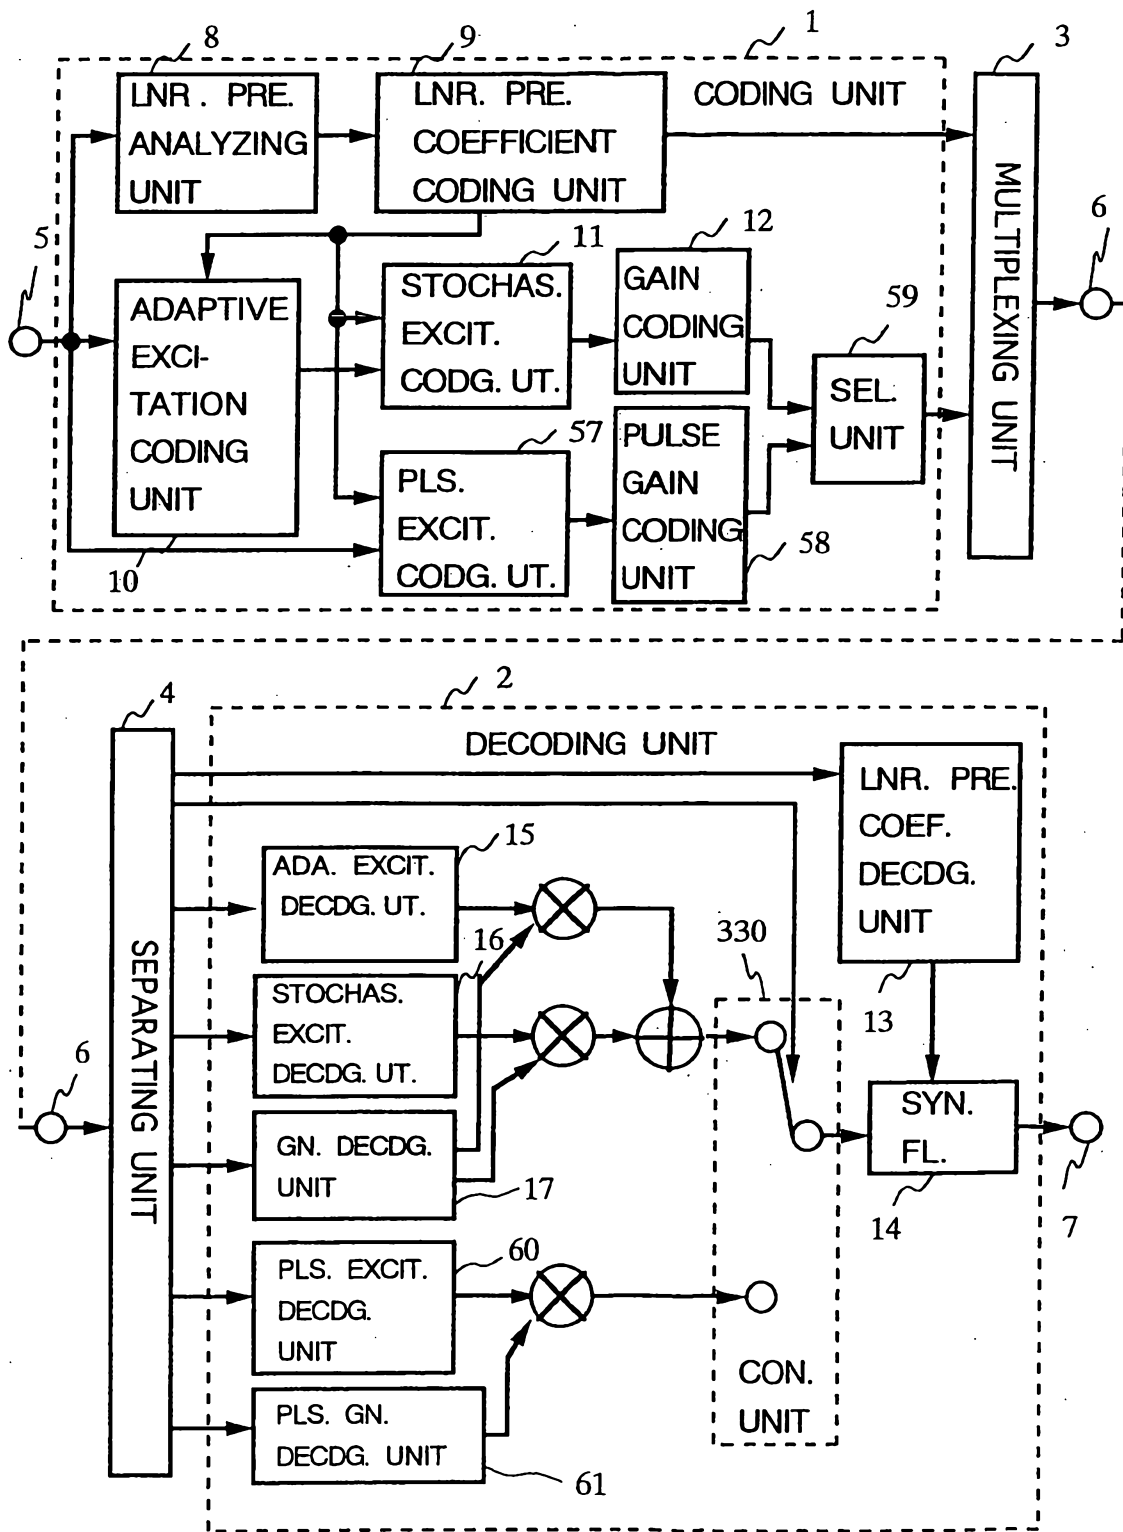 8
9
1
3
LNR. PRE.
ANALYZING
UNIT
LNR. PRE.
COEFFICIENT
CODING UNIT
CODING UNIT
MULTIPLEXING UNIT
5
6
11
12
ADAPTIVE
EXCI-
TATION
CODING
UNIT
10
STOCHAS.
EXCIT.
CODG. UT.
GAIN
CODING
UNIT
59
SEL.
UNIT
57
PLS.
EXCIT.
CODG. UT.
PULSE
GAIN
CODING
UNIT
58
4
2
DECODING UNIT
SEPARATING UNIT
LNR. PRE.
COEF.
DECDG.
UNIT
13
15
ADA. EXCIT.
DECDG. UT.
16
STOCHAS.
EXCIT.
DECDG. UT.
330
6
GN. DECDG.
UNIT
17
SYN.
FL.
14
7
60
PLS. EXCIT.
DECDG.
UNIT
CON.
UNIT
PLS. GN.
DECDG. UNIT
61